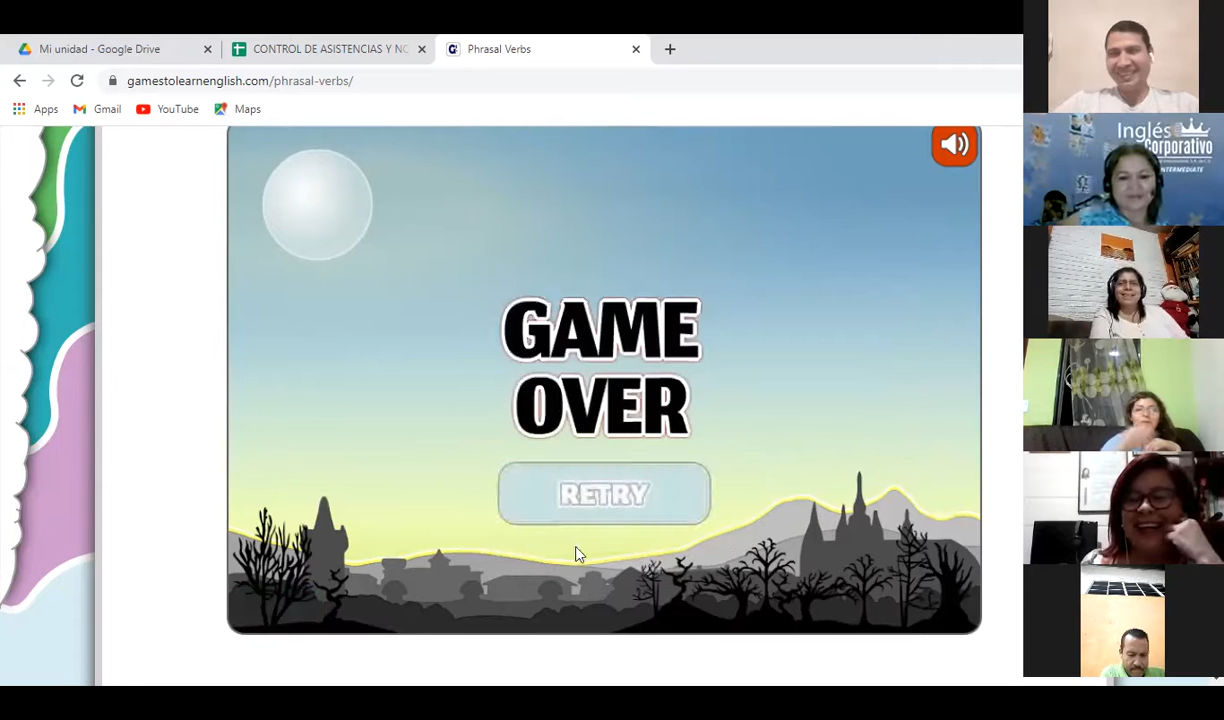 Mi unidad - Google Drive
CONTROL DE ASISTENCIAS Y NO
Phrasal Verbs
gamestolearnenglish.com/phrasal-verbs/
Apps
Gmail
YouTube
Maps
GAME
OVER
RETRY
Inglés
Corporativo
INTERMEDIATE